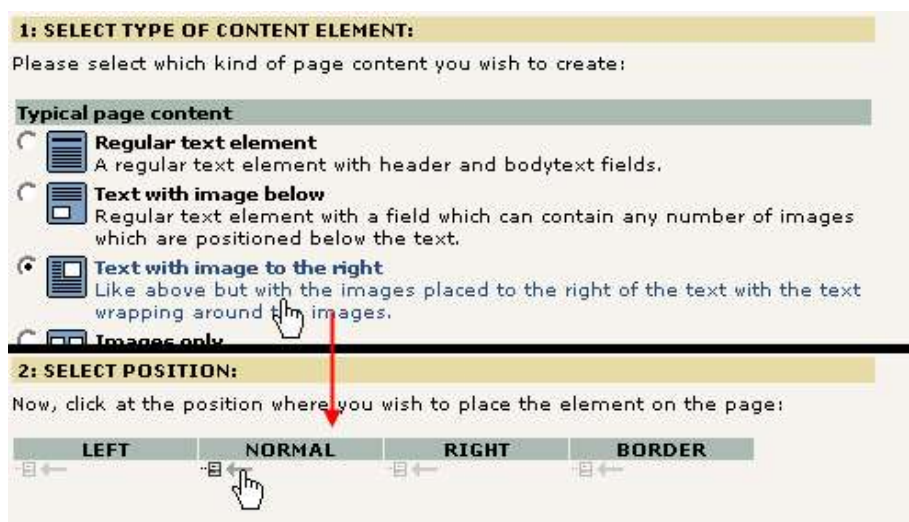 1: SELECT TYPE OF CONTENT ELEMENT:
Please select which kind of page content you wish to create:
Typical page content
Regular text element
A regular text element with header and bodytext fields.
Text with image below
Regular text element with a field which can contain any number of images
which are positioned below the text.
Text with image to the right
Like above but with the images placed to the right of the text with the text
wrapping around the images.
Images only
2: SELECT POSITION:
Now, click at the position where you wish to place the element on the page:
LEFT NORMAL RIGHT BORDER